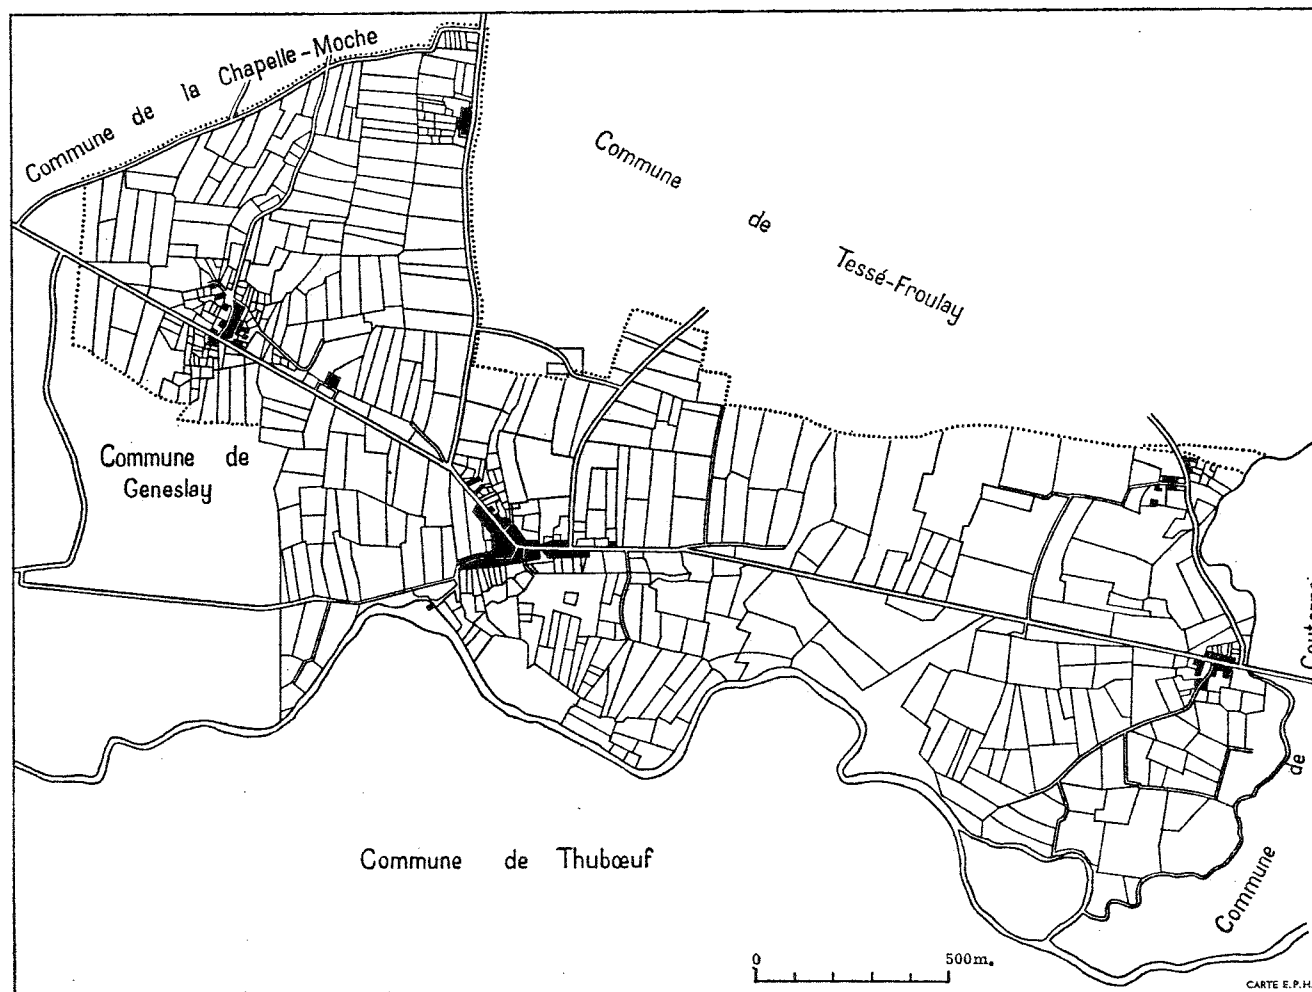 Commune de la Chapelle-Moche
Commune
de
Tessé-Froulay
Commune de
Geneslay
Commune de Thubœuf
Commune
de
0 500m.
CARTE E.P.H.